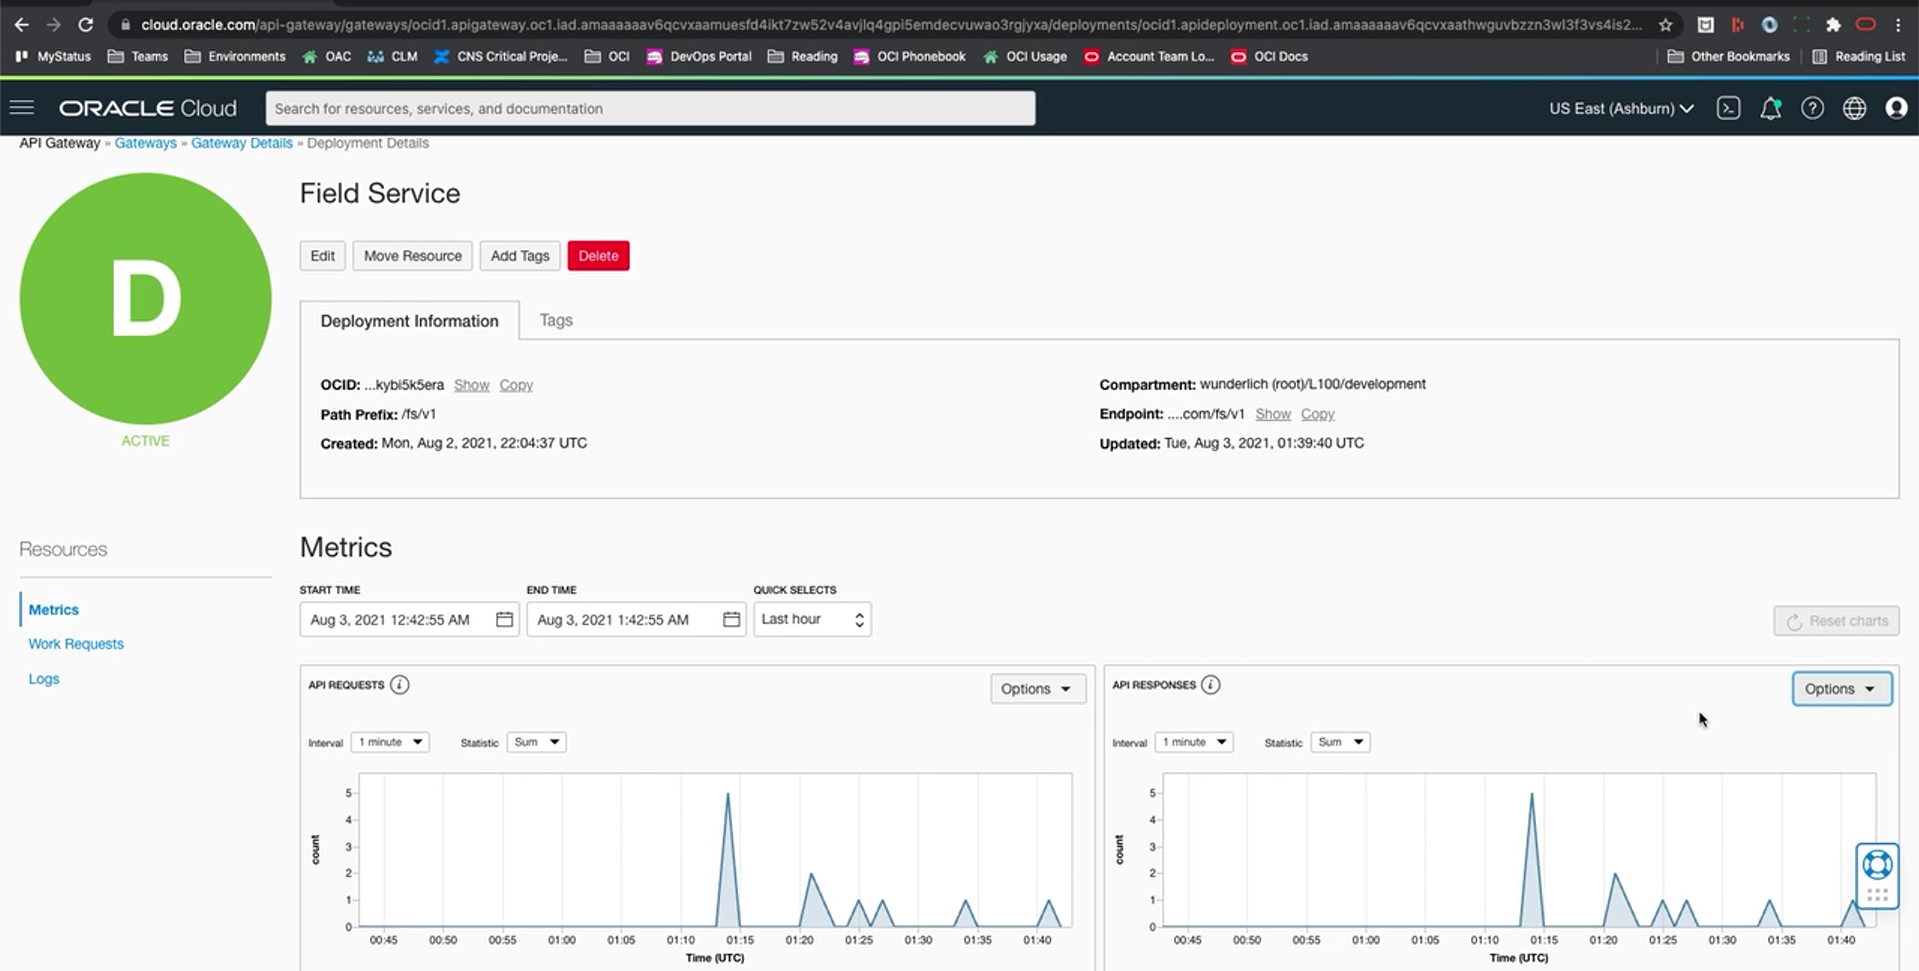 cloud.oracle.com/api-gateway/gateways/ocid1.apigateway.oc1.iad.amaaaaaav6qcvxaamuesfd4ikt7zw52v4avjlq4gpi5emdecvuwao3rgjyxa/deployments/ocid1.apideployment.oc1.iad.amaaaaaav6qcvxaathwguvbzzn3wl3f3vs4is2...
MyStatus Teams Environments OAC CLM CNS Critical Proje... OCI DevOps Portal Reading OCI Phonebook OCI Usage Account Team Lo... OCI Docs Other Bookmarks Reading List
ORACLE Cloud Search for resources, services, and documentation US East (Ashburn)
API Gateway » Gateways » Gateway Details » Deployment Details
D
ACTIVE
Field Service
Edit Move Resource Add Tags Delete
Deployment Information Tags
OCID: ...kybi5k5era Show Copy
Path Prefix: /fs/v1
Created: Mon, Aug 2, 2021, 22:04:37 UTC
Compartment: wunderlich (root)/L100/development
Endpoint: ....com/fs/v1 Show Copy
Updated: Tue, Aug 3, 2021, 01:39:40 UTC
Resources
Metrics
Work Requests
Logs
Metrics
START TIME END TIME QUICK SELECTS
Aug 3, 2021 12:42:55 AM Aug 3, 2021 1:42:55 AM Last hour Reset charts
API REQUESTS i Options
Interval 1 minute Statistic Sum
5
4
3
2
1
0
count
00:45 00:50 00:55 01:00 01:05 01:10 01:15 01:20 01:25 01:30 01:35 01:40
Time (UTC)
API RESPONSES i Options
Interval 1 minute Statistic Sum
5
4
3
2
1
0
count
00:45 00:50 00:55 01:00 01:05 01:10 01:15 01:20 01:25 01:30 01:35 01:40
Time (UTC)